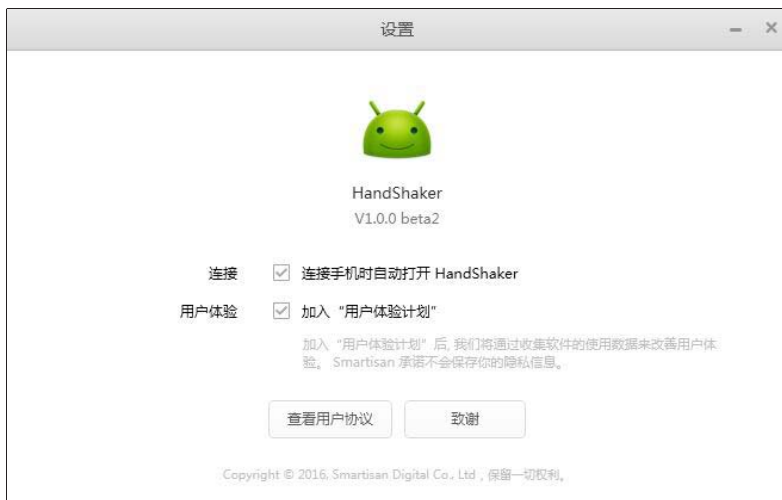 设置
HandShaker
V1.0.0 beta2
连接 连接手机时自动打开 HandShaker
用户体验 加入“用户体验计划”
加入“用户体验计划”后, 我们将通过收集软件的使用数据来改善用户体
验。 Smartisan 承诺不会保存你的隐私信息。
查看用户协议 致谢
Copyright © 2016, Smartisan Digital Co., Ltd , 保留一切权利。